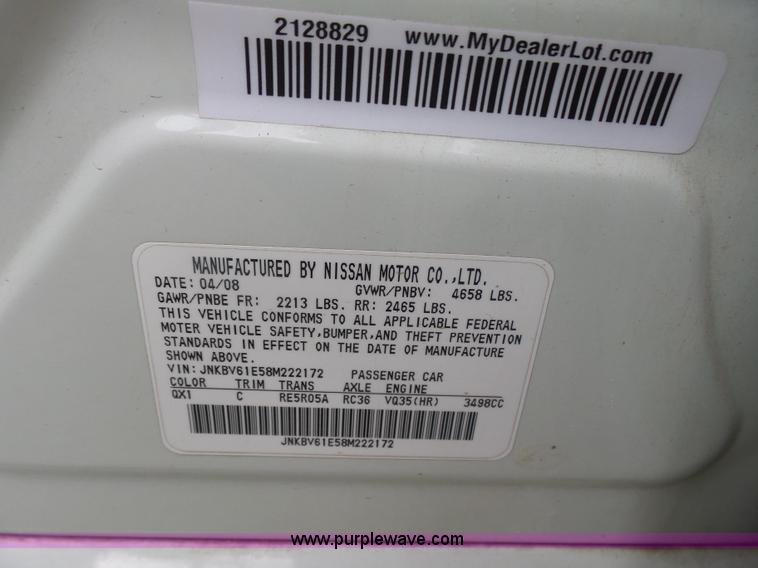 2128829 www.MyDealerLot.com
MANUFACTURED BY NISSAN MOTOR CO.,LTD.
DATE: 04/08 GVWR/PNBV: 4658 LBS.
GAWR/PNBE FR: 2213 LBS. RR: 2465 LBS.
THIS VEHICLE CONFORMS TO ALL APPLICABLE FEDERAL
MOTER VEHICLE SAFETY,BUMPER,AND THEFT PREVENTION
STANDARDS IN EFFECT ON THE DATE OF MANUFACTURE
SHOWN ABOVE.
VIN: JNKBV61E58M222172 PASSENGER CAR
COLOR TRIM TRANS AXLE ENGINE
QX1 C RE5R05A RC36 VQ35(HR) 3498CC
JNKBV61E58M222172
www.purplewave.com